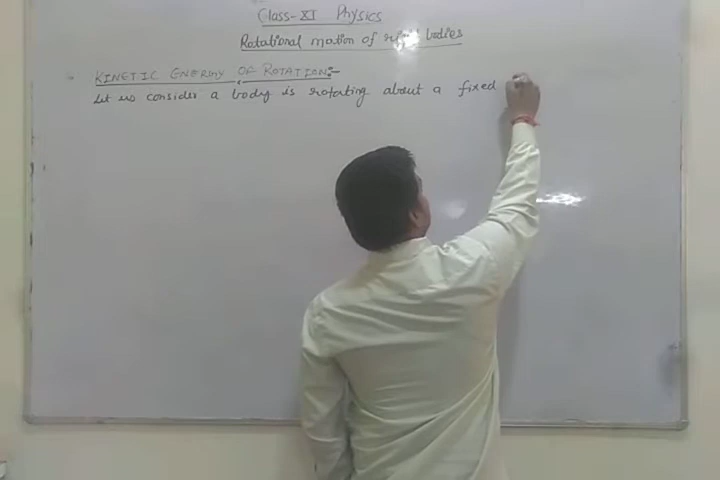 Class-XI Physics
Rotational motion of rigid bodies
KINETIC ENERGY OF ROTATION:-
Let us consider a body is rotating about a fixed